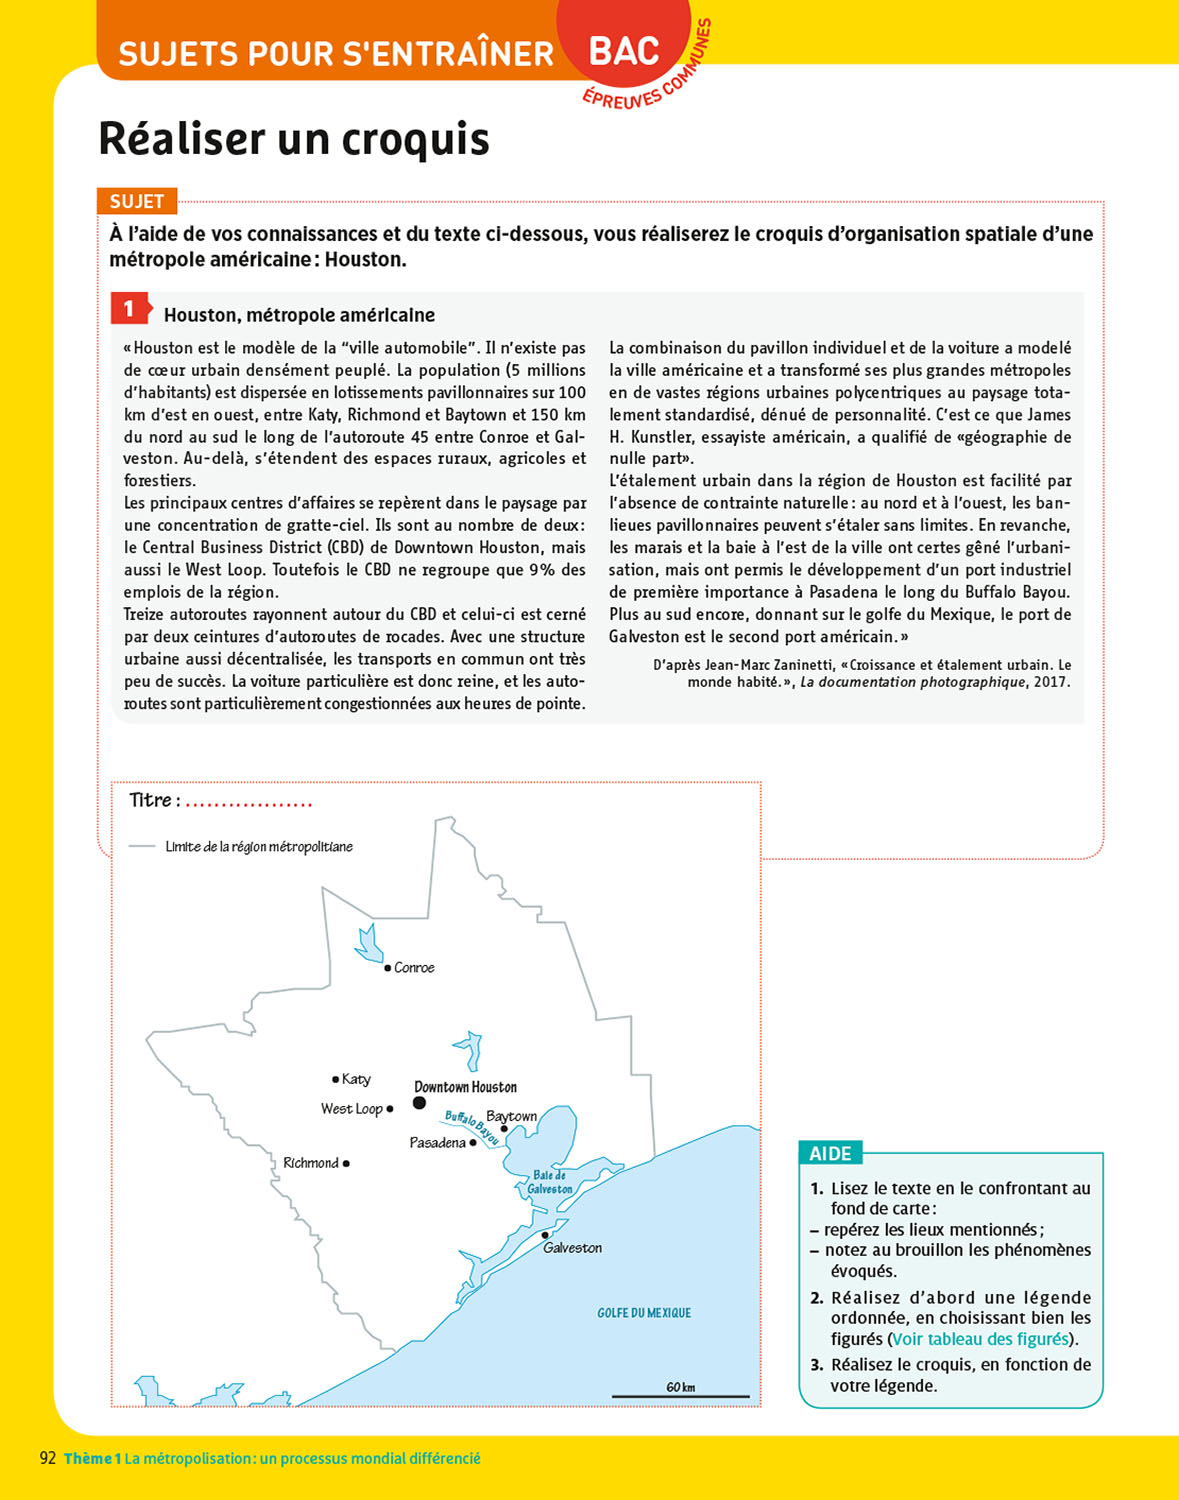 SUJETS POUR S'ENTRAÎNER
BAC
ÉPREUVES COMMUNES
Réaliser un croquis
SUJET
À l’aide de vos connaissances et du texte ci-dessous, vous réaliserez le croquis d’organisation spatiale d’une
métropole américaine : Houston.
1
Houston, métropole américaine
« Houston est le modèle de la “ville automobile”. Il n’existe pas
de cœur urbain densément peuplé. La population (5 millions
d’habitants) est dispersée en lotissements pavillonnaires sur 100
km d’est en ouest, entre Katy, Richmond et Baytown et 150 km
du nord au sud le long de l’autoroute 45 entre Conroe et Gal-
veston. Au-delà, s’étendent des espaces ruraux, agricoles et
forestiers.
Les principaux centres d’affaires se repèrent dans le paysage par
une concentration de gratte-ciel. Ils sont au nombre de deux :
le Central Business District (CBD) de Downtown Houston, mais
aussi le West Loop. Toutefois le CBD ne regroupe que 9 % des
emplois de la région.
Treize autoroutes rayonnent autour du CBD et celui-ci est cerné
par deux ceintures d’autoroutes de rocades. Avec une structure
urbaine aussi décentralisée, les transports en commun ont très
peu de succès. La voiture particulière est donc reine, et les auto-
routes sont particulièrement congestionnées aux heures de pointe.
La combinaison du pavillon individuel et de la voiture a modelé
la ville américaine et a transformé ses plus grandes métropoles
en de vastes régions urbaines polycentriques au paysage tota-
lement standardisé, dénué de personnalité. C’est ce que James
H. Kunstler, essayiste américain, a qualifié de «géographie de
nulle part».
L’étalement urbain dans la région de Houston est facilité par
l’absence de contrainte naturelle : au nord et à l’ouest, les ban-
lieues pavillonnaires peuvent s’étaler sans limites. En revanche,
les marais et la baie à l’est de la ville ont certes gêné l’urbani-
sation, mais ont permis le développement d’un port industriel
de première importance à Pasadena le long du Buffalo Bayou.
Plus au sud encore, donnant sur le golfe du Mexique, le port de
Galveston est le second port américain. »
D’après Jean-Marc Zaninetti, « Croissance et étalement urbain. Le
monde habité. », La documentation photographique, 2017.
Titre : ..................
Limite de la région métropolitiane
Conroe
Katy
Downtown Houston
West Loop
Buffalo Bayou
Baytown
Pasadena
Richmond
Baie de
Galveston
Galveston
GOLFE DU MEXIQUE
60 km
AIDE
1. Lisez le texte en le confrontant au
fond de carte :
– repérez les lieux mentionnés ;
– notez au brouillon les phénomènes
évoqués.
2. Réalisez d’abord une légende
ordonnée, en choisissant bien les
figurés (Voir tableau des figurés).
3. Réalisez le croquis, en fonction de
votre légende.
92 Thème 1 La métropolisation : un processus mondial différencié